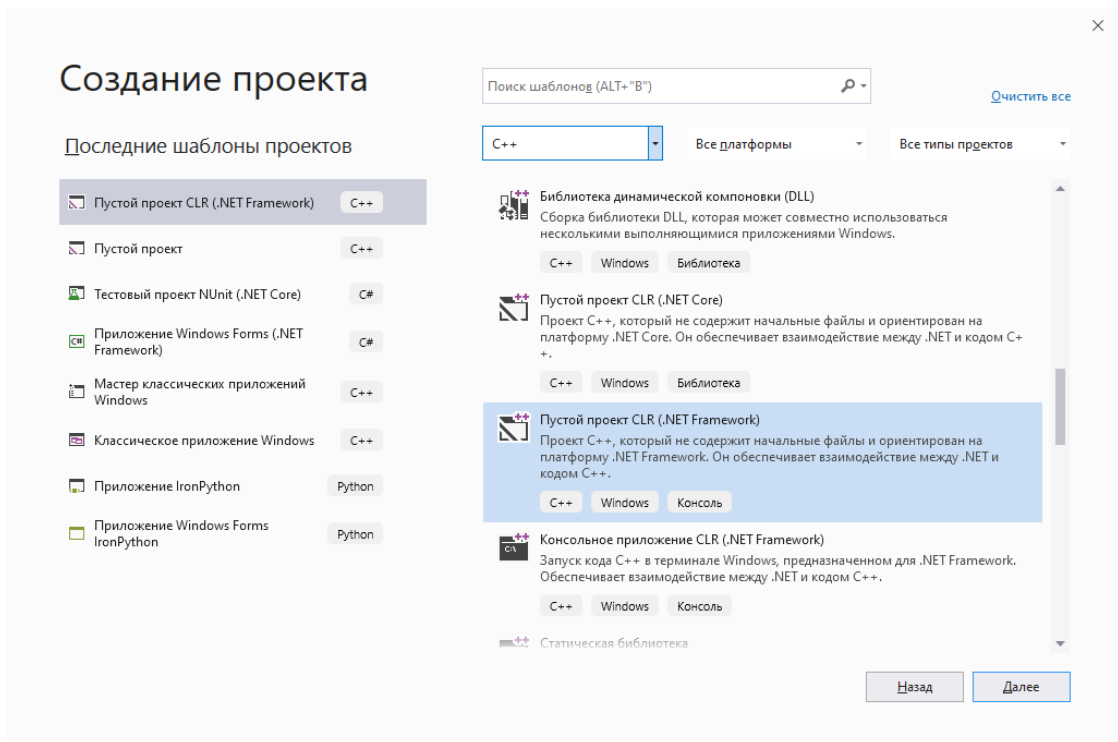 Создание проекта
Последние шаблоны проектов
Пустой проект CLR (.NET Framework) C++
Пустой проект C++
Тестовый проект NUnit (.NET Core) C#
Приложение Windows Forms (.NET
Framework) C#
Мастер классических приложений
Windows C++
Классическое приложение Windows C++
Приложение IronPython Python
Приложение Windows Forms
IronPython Python
Поиск шаблонов (ALT+"В")
Очистить все
C++ Все платформы Все типы проектов
Библиотека динамической компоновки (DLL)
Сборка библиотеки DLL, которая может совместно использоваться
несколькими выполняющимися приложениями Windows.
C++ Windows Библиотека
Пустой проект CLR (.NET Core)
Проект C++, который не содержит начальные файлы и ориентирован на
платформу .NET Core. Он обеспечивает взаимодействие между .NET и кодом C+
+.
C++ Windows Библиотека
Пустой проект CLR (.NET Framework)
Проект C++, который не содержит начальные файлы и ориентирован на
платформу .NET Framework. Он обеспечивает взаимодействие между .NET и
кодом C++.
C++ Windows Консоль
Консольное приложение CLR (.NET Framework)
Запуск кода C++ в терминале Windows, предназначенном для .NET Framework.
Обеспечивает взаимодействие между .NET и кодом C++.
C++ Windows Консоль
Статическая библиотека
Назад Далее